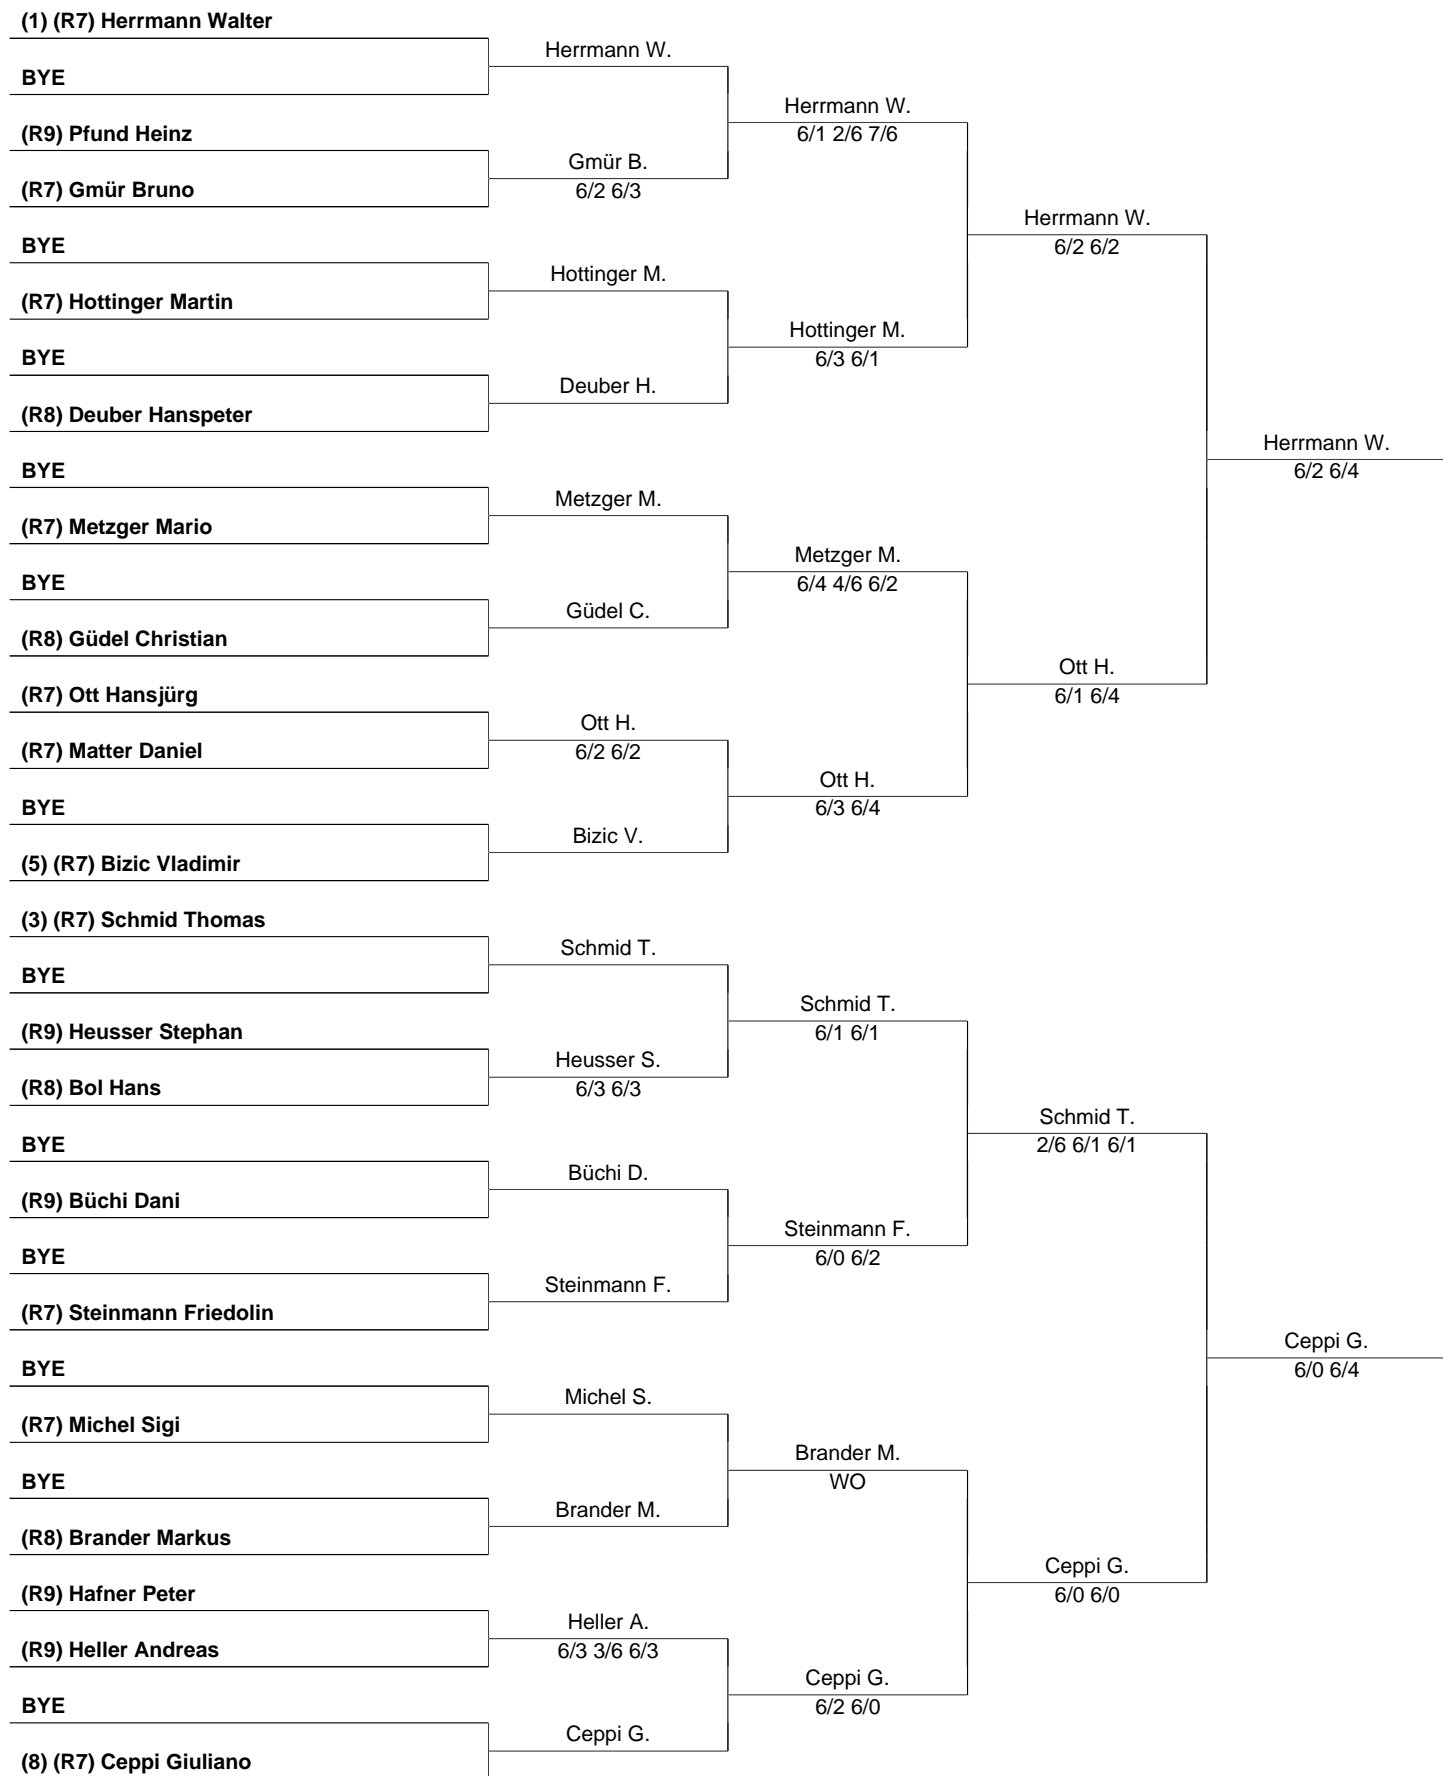 (1) (R7) Herrmann Walter
Herrmann W.
BYE
Herrmann W.
6/1 2/6 7/6
(R9) Pfund Heinz
Gmür B.
6/2 6/3
(R7) Gmür Bruno
Herrmann W.
6/2 6/2
BYE
Hottinger M.
(R7) Hottinger Martin
Hottinger M.
6/3 6/1
BYE
Deuber H.
(R8) Deuber Hanspeter
Herrmann W.
6/2 6/4
BYE
Metzger M.
(R7) Metzger Mario
Metzger M.
6/4 4/6 6/2
BYE
Güdel C.
(R8) Güdel Christian
Ott H.
6/1 6/4
(R7) Ott Hansjürg
Ott H.
6/2 6/2
(R7) Matter Daniel
Ott H.
6/3 6/4
BYE
Bizic V.
(5) (R7) Bizic Vladimir
(3) (R7) Schmid Thomas
Schmid T.
BYE
Schmid T.
6/1 6/1
(R9) Heusser Stephan
Heusser S.
6/3 6/3
(R8) Bol Hans
Schmid T.
2/6 6/1 6/1
BYE
Büchi D.
(R9) Büchi Dani
Steinmann F.
6/0 6/2
BYE
Steinmann F.
(R7) Steinmann Friedolin
Ceppi G.
6/0 6/4
BYE
Michel S.
(R7) Michel Sigi
Brander M.
WO
BYE
Brander M.
(R8) Brander Markus
Ceppi G.
6/0 6/0
(R9) Hafner Peter
Heller A.
6/3 3/6 6/3
(R9) Heller Andreas
Ceppi G.
6/2 6/0
BYE
Ceppi G.
(8) (R7) Ceppi Giuliano